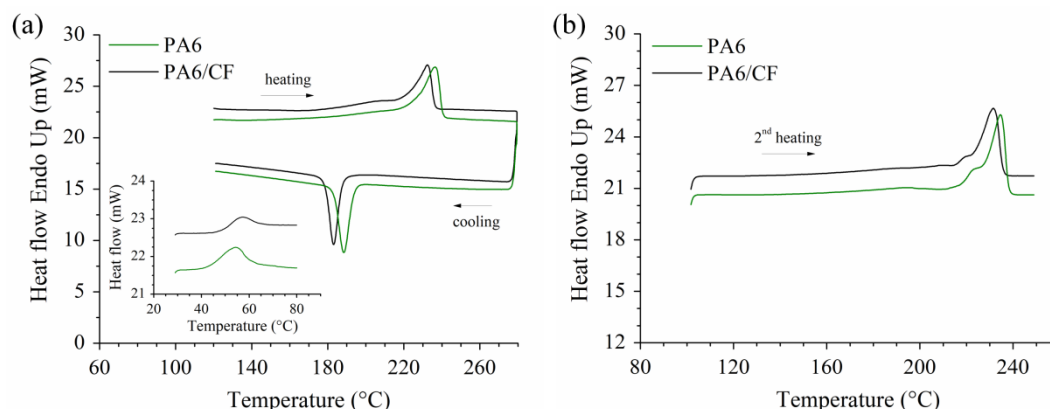 (a)
PA6
PA6/CF
heating
cooling
Heat flow Endo Up (mW)
30
25
20
15
10
5
0
60 100 140 180 220 260
Temperature (°C)
Heat flow (mW)
24
23
22
21
20 40 60 80
Temperature (°C)
(b)
PA6
PA6/CF
2nd heating
Heat flow Endo Up (mW)
30
27
24
21
18
15
12
80 120 160 200 240
Temperature (°C)